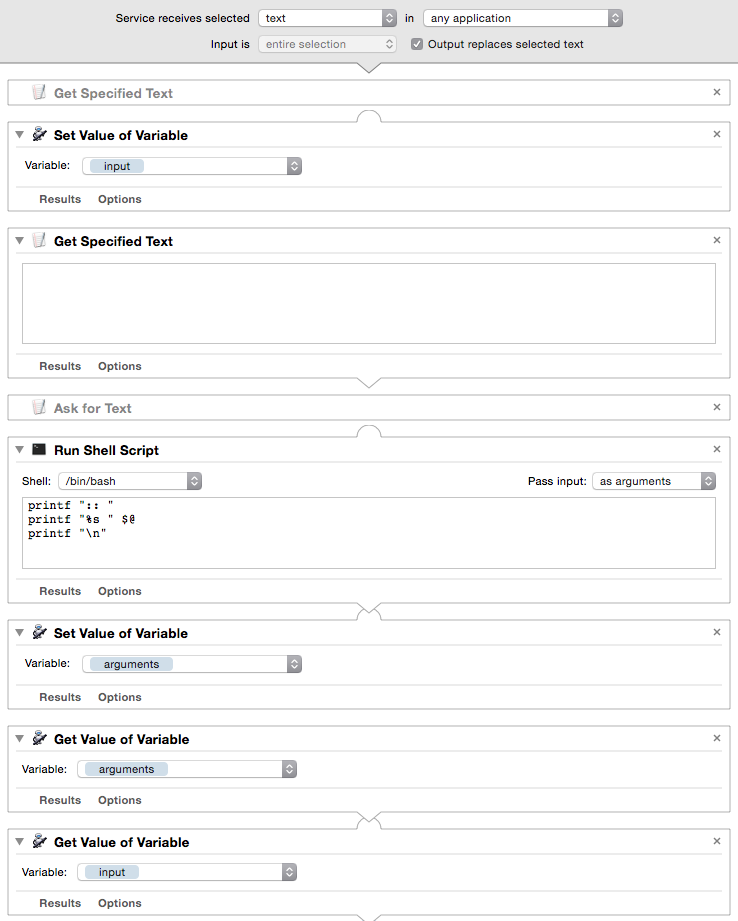 Service receives selected text in any application
Input is entire selection Output replaces selected text
Get Specified Text
Set Value of Variable
Variable: input
Results Options
Get Specified Text
Results Options
Ask for Text
Run Shell Script
Shell: /bin/bash Pass input: as arguments
printf ":: "
printf "%s " $@
printf "\n"
Results Options
Set Value of Variable
Variable: arguments
Results Options
Get Value of Variable
Variable: arguments
Results Options
Get Value of Variable
Variable: input
Results Options